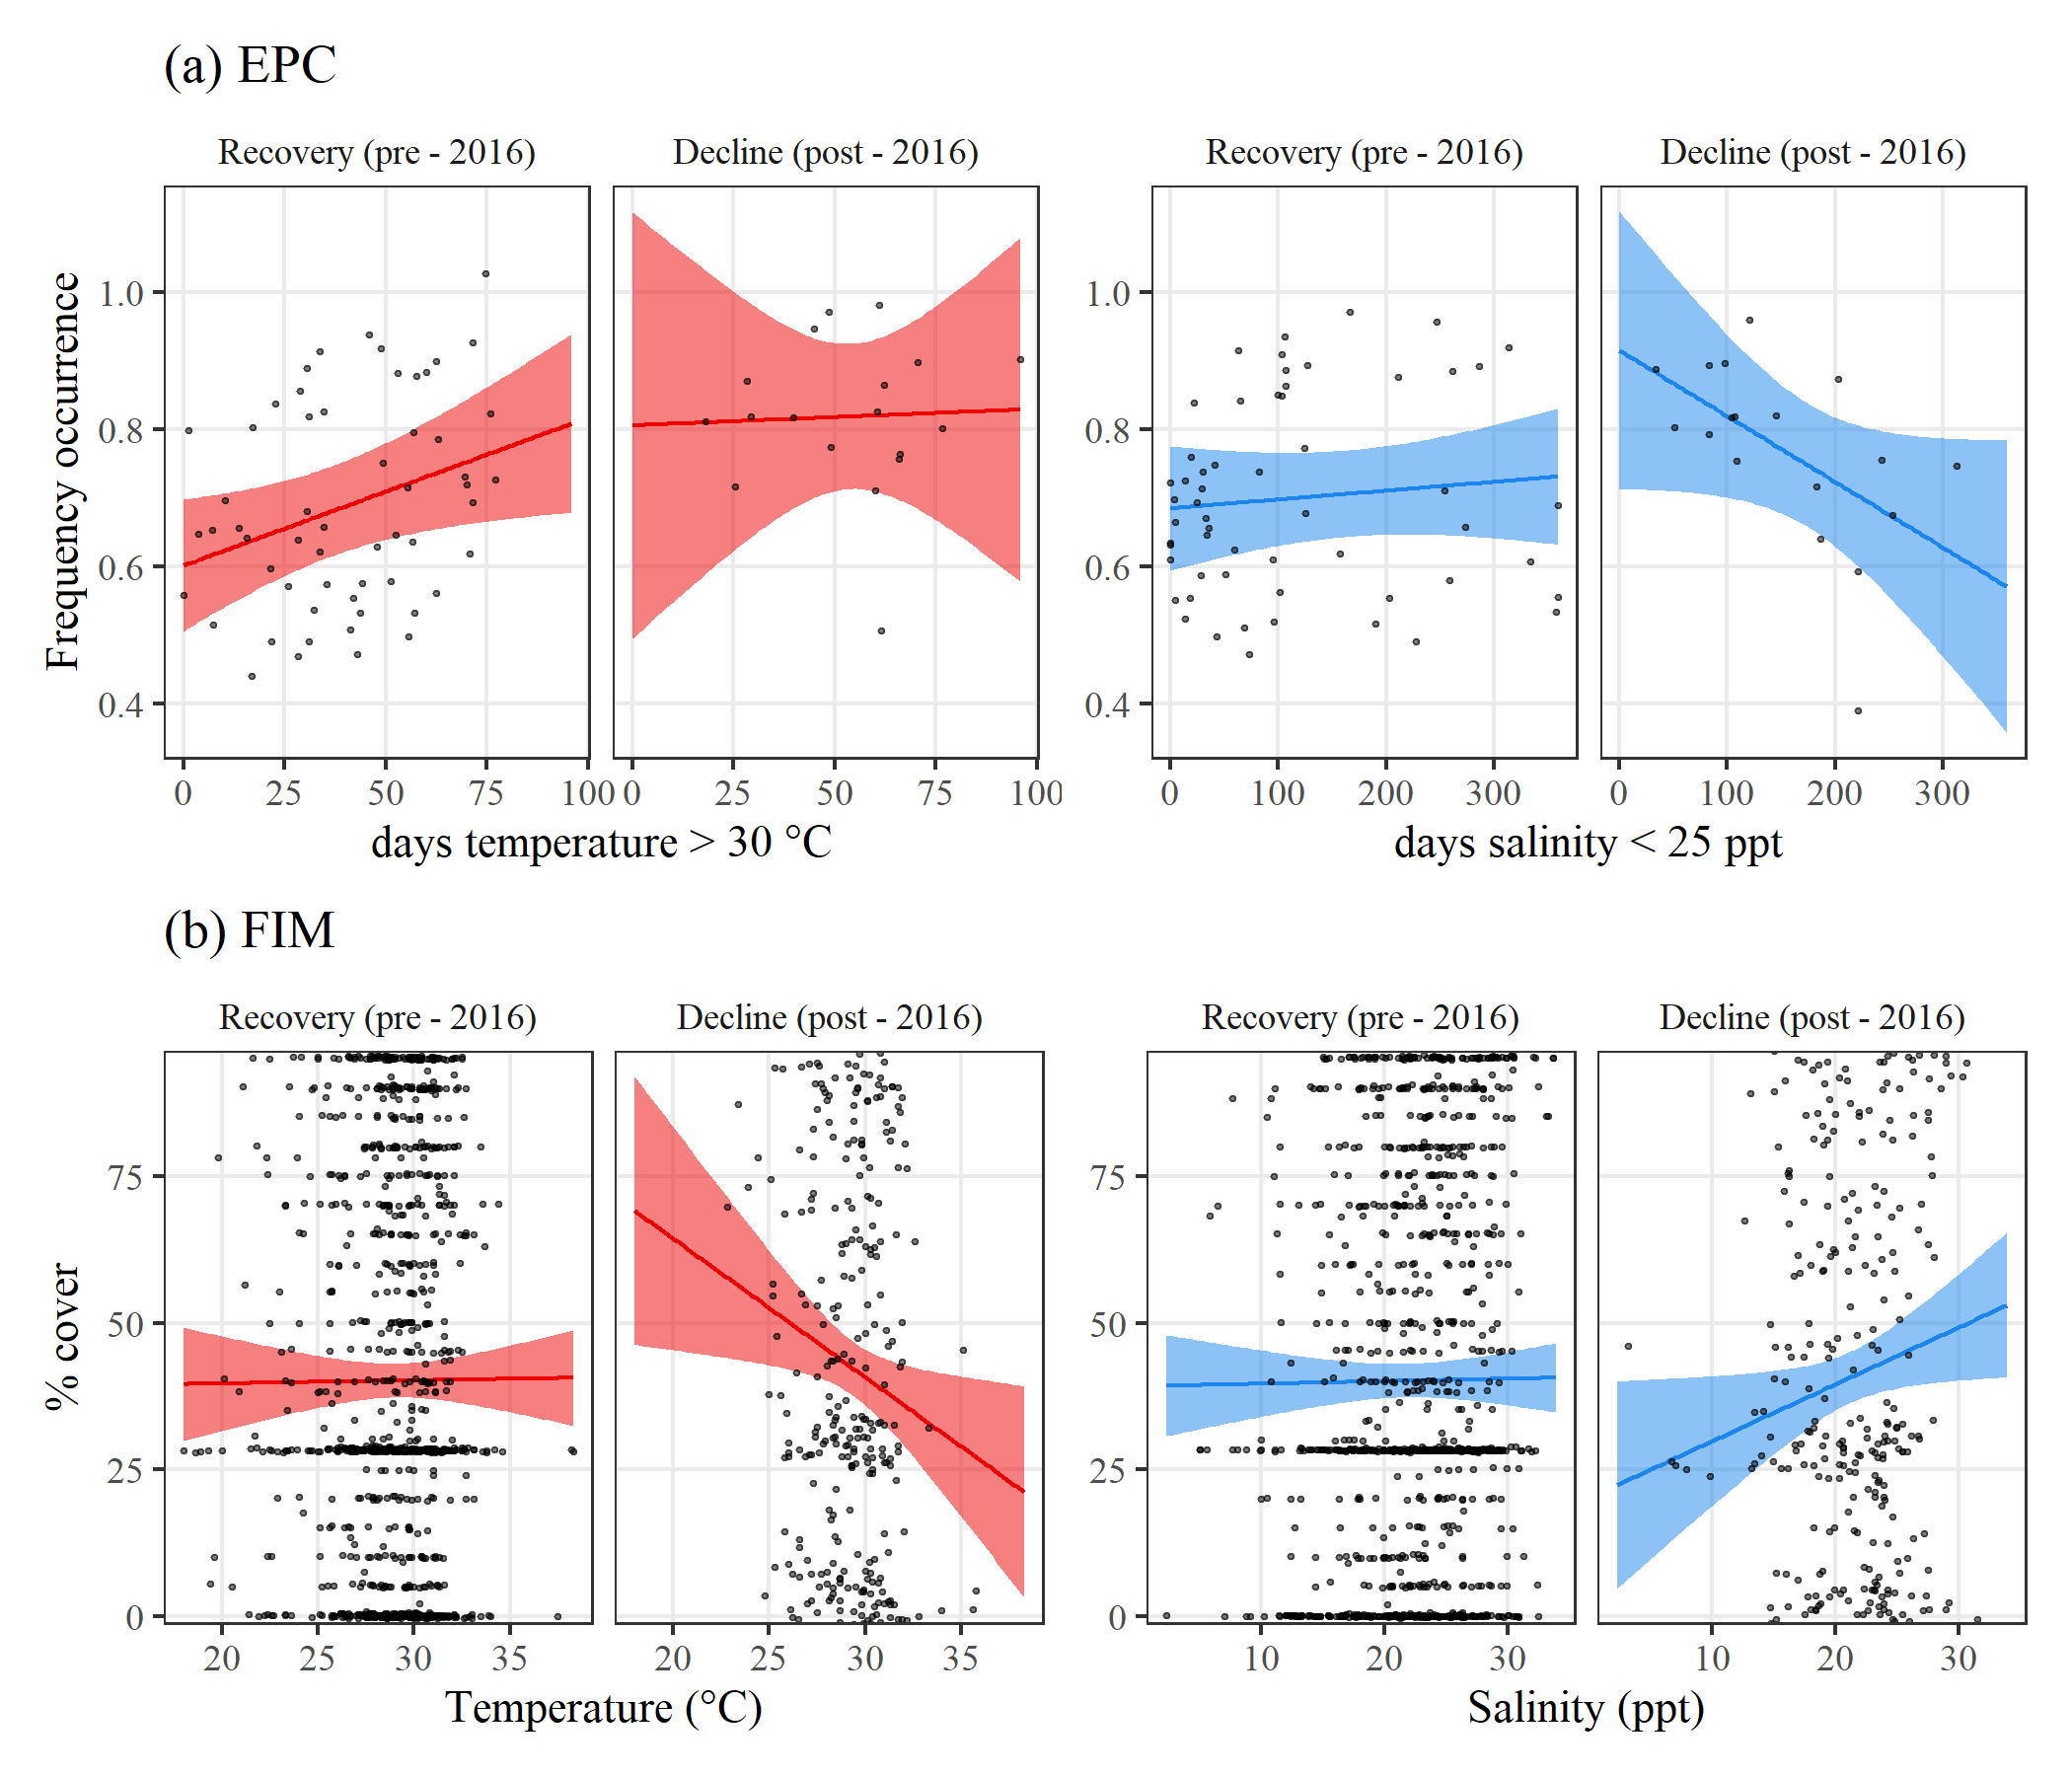 (a) EPC
Recovery (pre - 2016) Decline (post - 2016) Recovery (pre - 2016) Decline (post - 2016)
Frequency occurrence
1.0
0.8
0.6
0.4
1.0
0.8
0.6
0.4
0 25 50 75 100 0 25 50 75 100 0 100 200 300 0 100 200 300
days temperature > 30 °C days salinity < 25 ppt
(b) FIM
Recovery (pre - 2016) Decline (post - 2016) Recovery (pre - 2016) Decline (post - 2016)
% cover
75
50
25
0
75
50
25
0
20 25 30 35 20 25 30 35 10 20 30 10 20 30
Temperature (°C) Salinity (ppt)